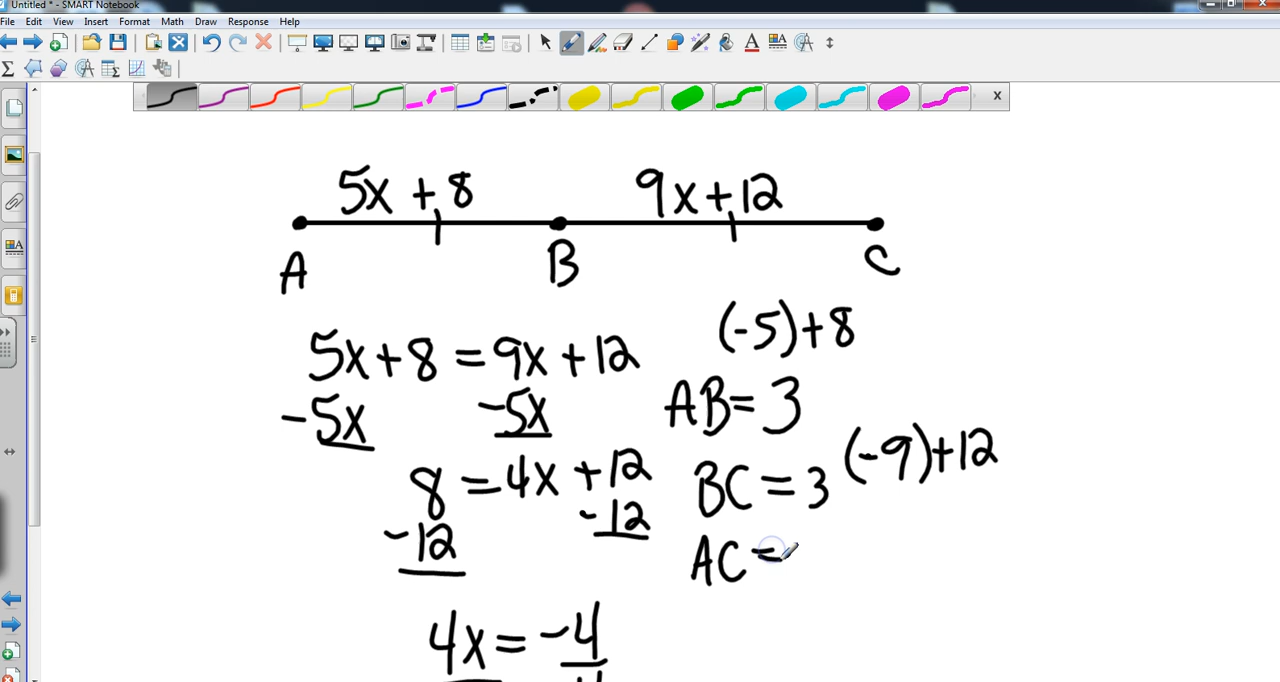 Untitled * - SMART Notebook
File Edit View Insert Format Math Draw Response Help
5x + 8 9x + 12
A B C
(-5)+8
5x+8 = 9x + 12
-5x -5x
AB = 3
(-9)+12
8 = 4x + 12
BC = 3
-12 -12
AC =
4x = -4